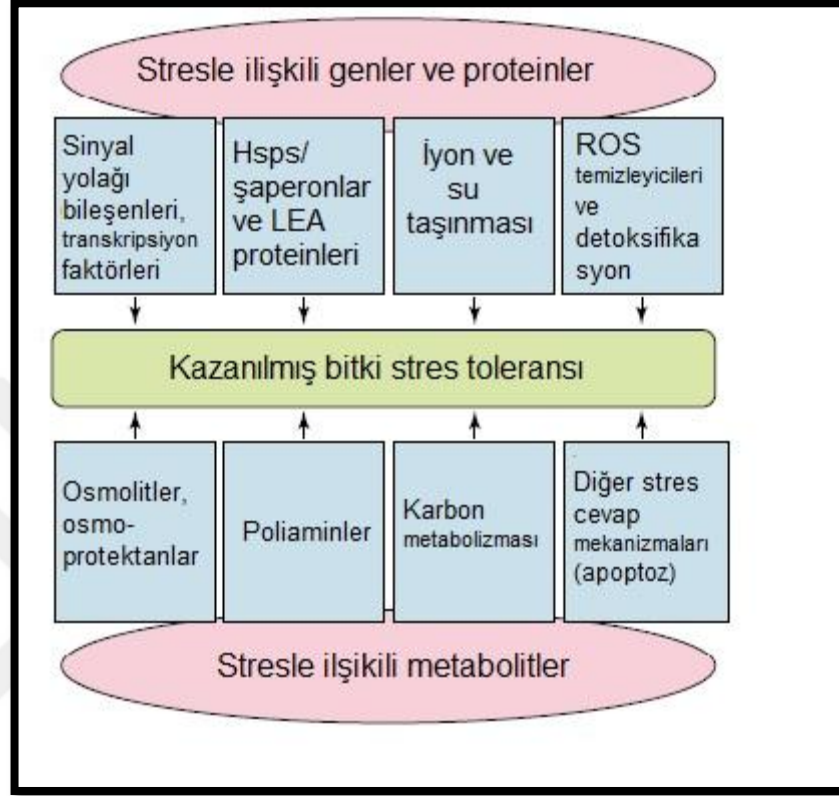 Stresle ilişkili genler ve proteinler
Sinyal
yolağı
bileşenleri,
transkripsiyon
faktörleri
Hsps/
şaperonlar
ve LEA
proteinleri
İyon ve
su
taşınması
ROS
temizleyicileri
ve
detoksifika
syon
Kazanılmış bitki stres toleransı
Osmolitler,
osmo-
protektanlar
Poliaminler
Karbon
metabolizması
Diğer stres
cevap
mekanizmaları
(apoptoz)
Stresle ilşikili metabolitler